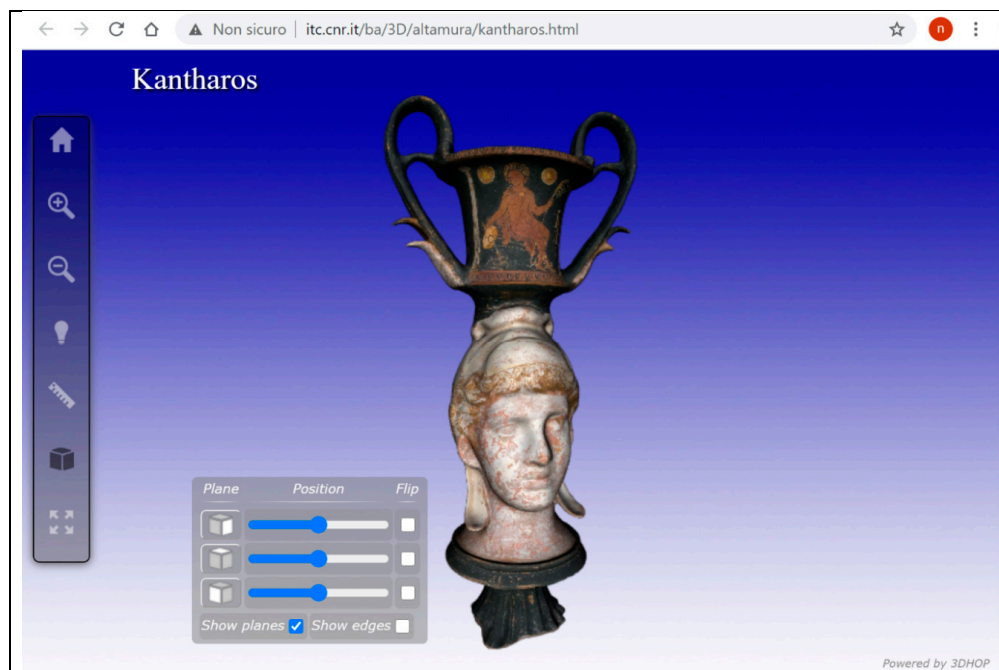 Non sicuro | itc.cnr.it/ba/3D/altamura/kantharos.html
n
Kantharos
Plane Position Flip
Show planes Show edges
Powered by 3DHOP